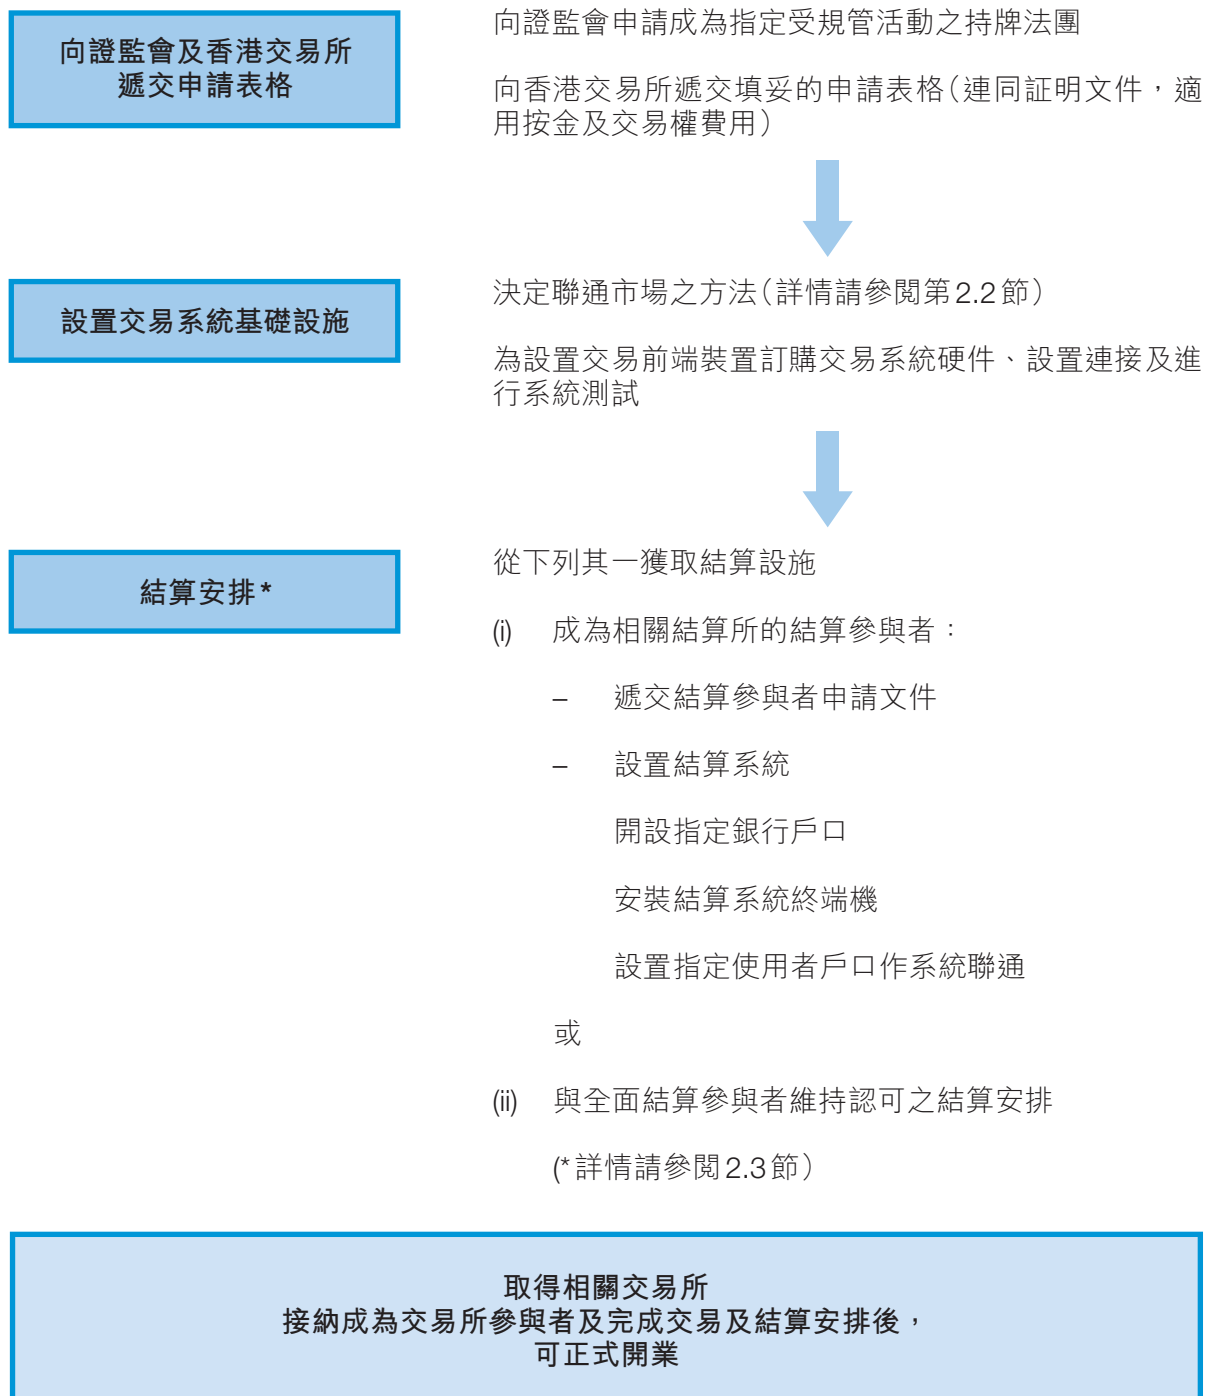 向證監會及香港交易所
遞交申請表格
向證監會申請成為指定受規管活動之持牌法團
向香港交易所遞交填妥的申請表格（連同証明文件，適
用按金及交易權費用）
設置交易系統基礎設施
決定聯通市場之方法（詳情請參閱第2.2節）
為設置交易前端裝置訂購交易系統硬件、設置連接及進
行系統測試
結算安排*
從下列其一獲取結算設施
(i) 成為相關結算所的結算參與者：
– 遞交結算參與者申請文件
– 設置結算系統
開設指定銀行戶口
安裝結算系統終端機
設置指定使用者戶口作系統聯通
或
(ii) 與全面結算參與者維持認可之結算安排
(*詳情請參閱2.3節）
取得相關交易所
接納成為交易所參與者及完成交易及結算安排後，
可正式開業